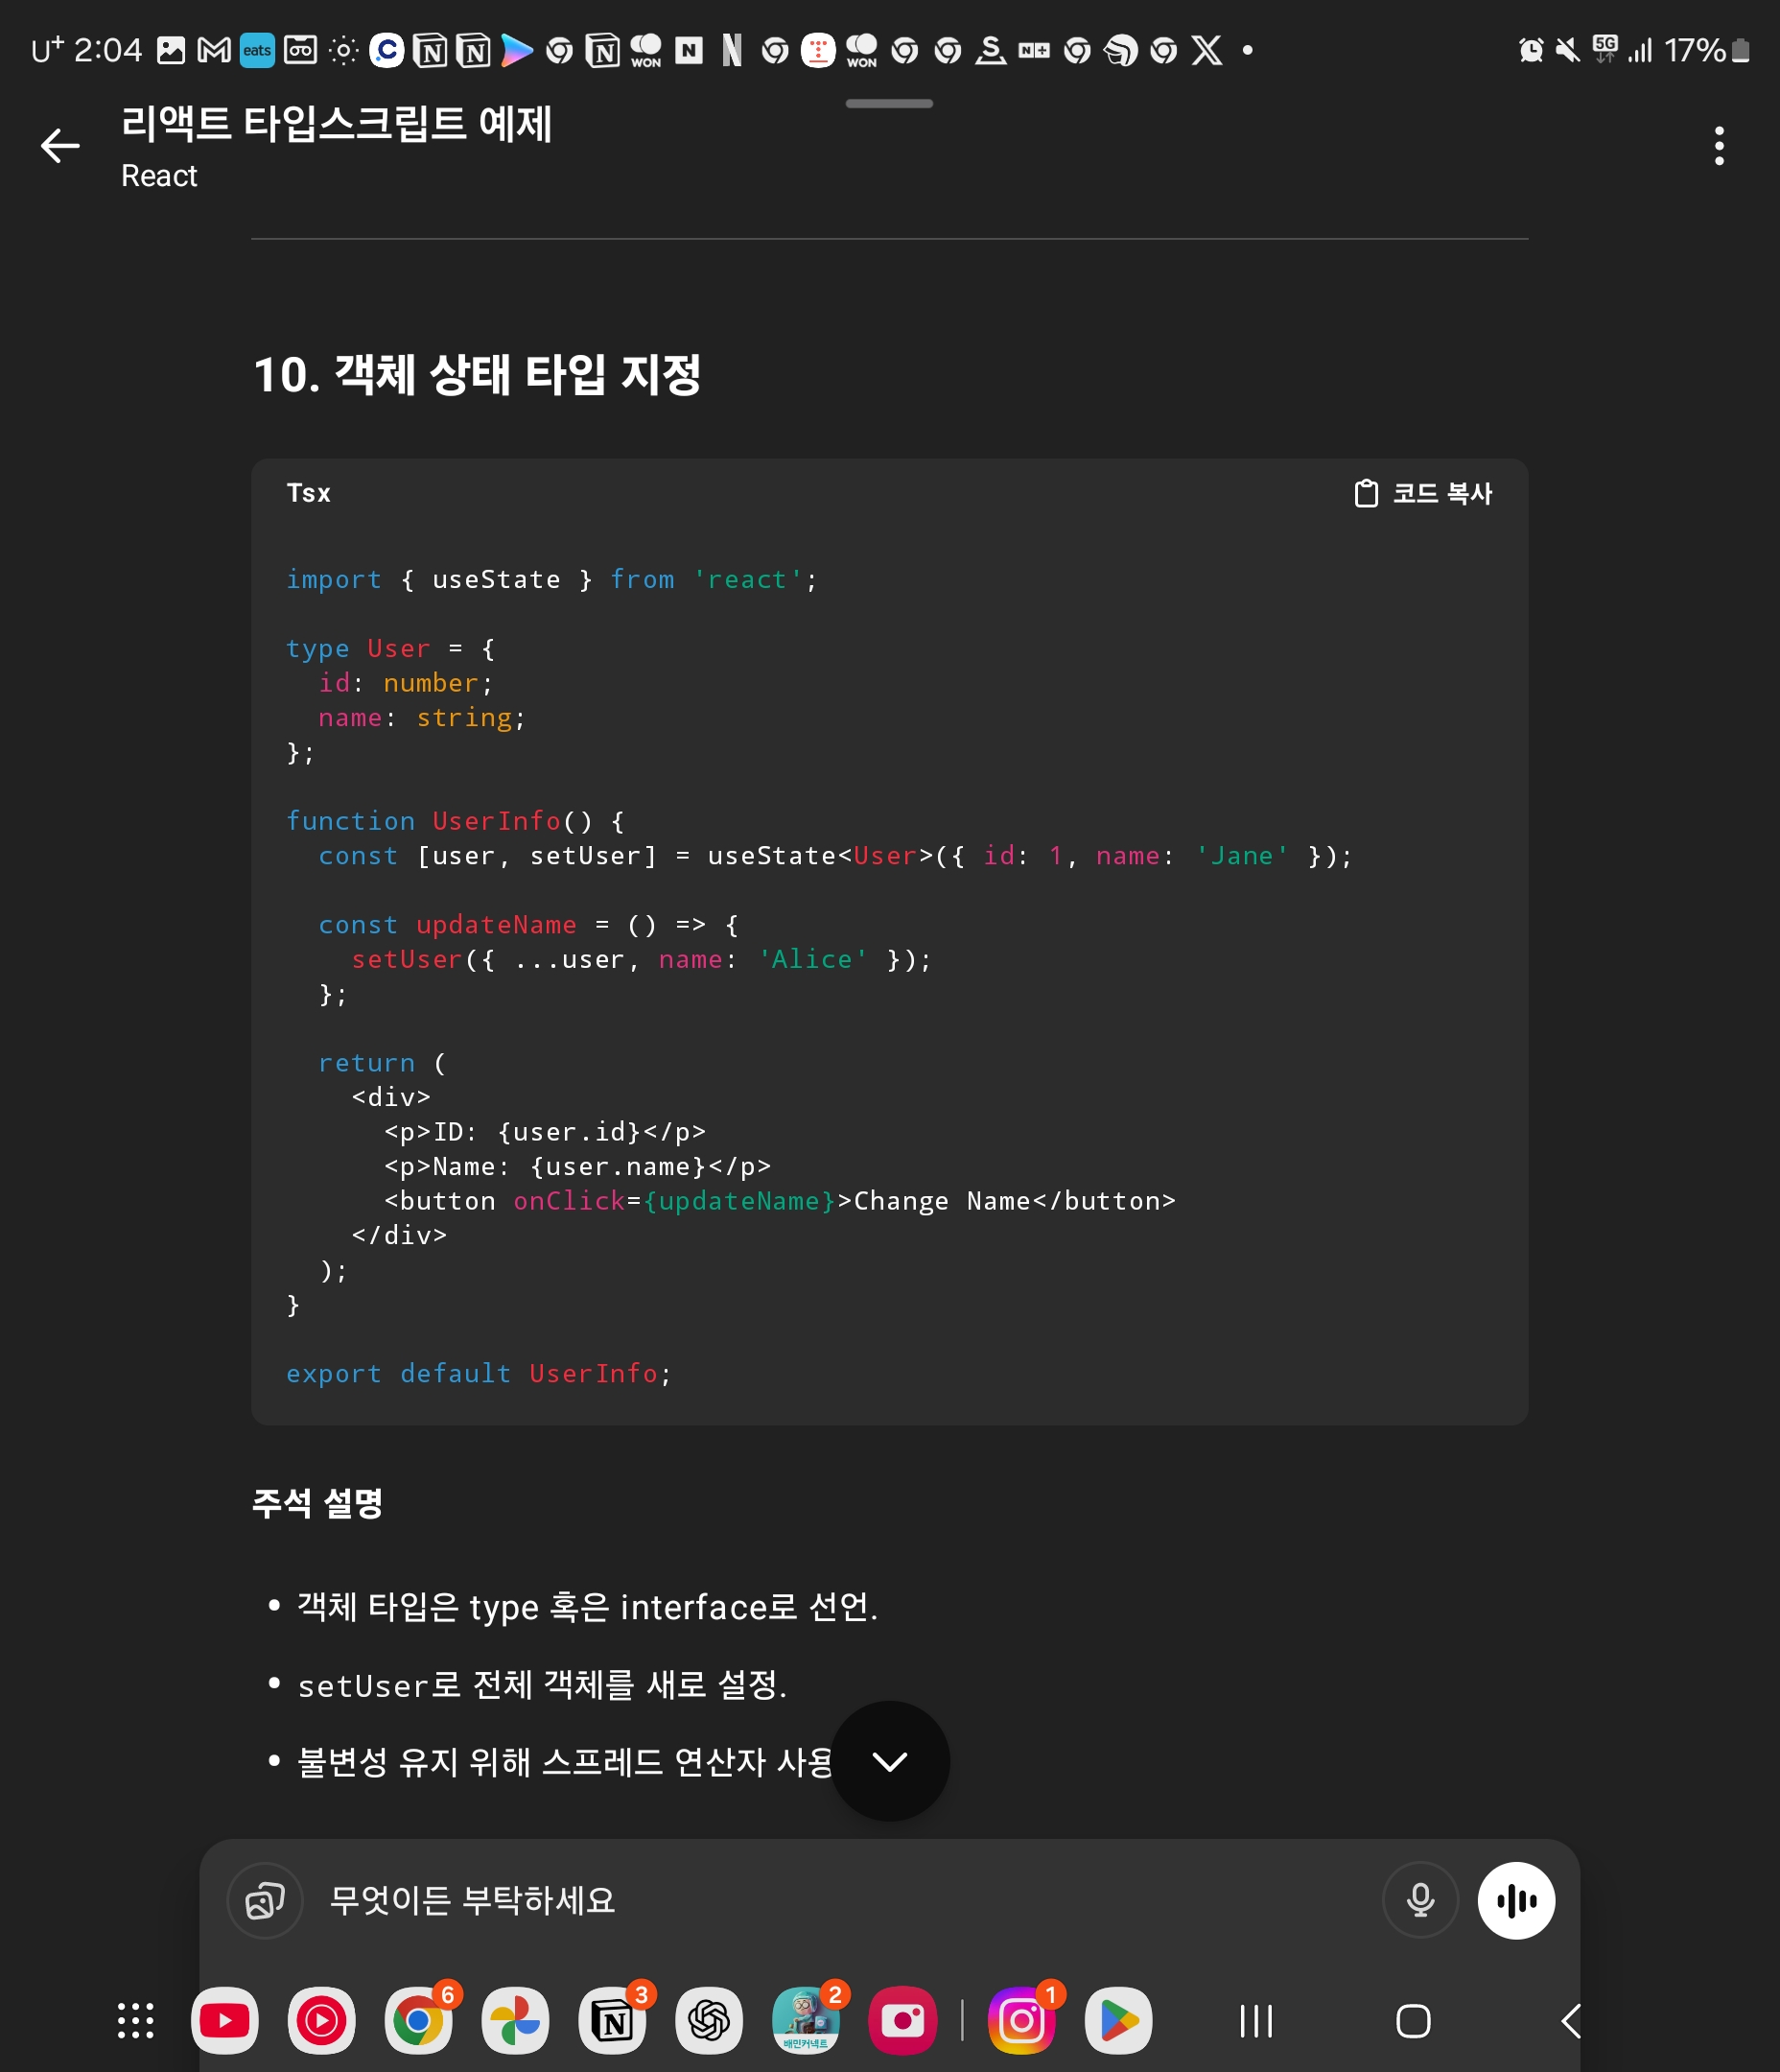 U+ 2:04 eats WON WON N+ 5G 17%
리액트 타입스크립트 예제
React
10. 객체 상태 타입 지정
Tsx 코드 복사
import { useState } from 'react';
type User = {
  id: number;
  name: string;
};
function UserInfo() {
  const [user, setUser] = useState<User>({ id: 1, name: 'Jane' });
  const updateName = () => {
    setUser({ ...user, name: 'Alice' });
  };
  return (
    <div>
      <p>ID: {user.id}</p>
      <p>Name: {user.name}</p>
      <button onClick={updateName}>Change Name</button>
    </div>
  );
}
export default UserInfo;
주석 설명
• 객체 타입은 type 혹은 interface로 선언.
• setUser로 전체 객체를 새로 설정.
• 불변성 유지 위해 스프레드 연산자 사용
무엇이든 부탁하세요
6 3 2 1
배민커넥트